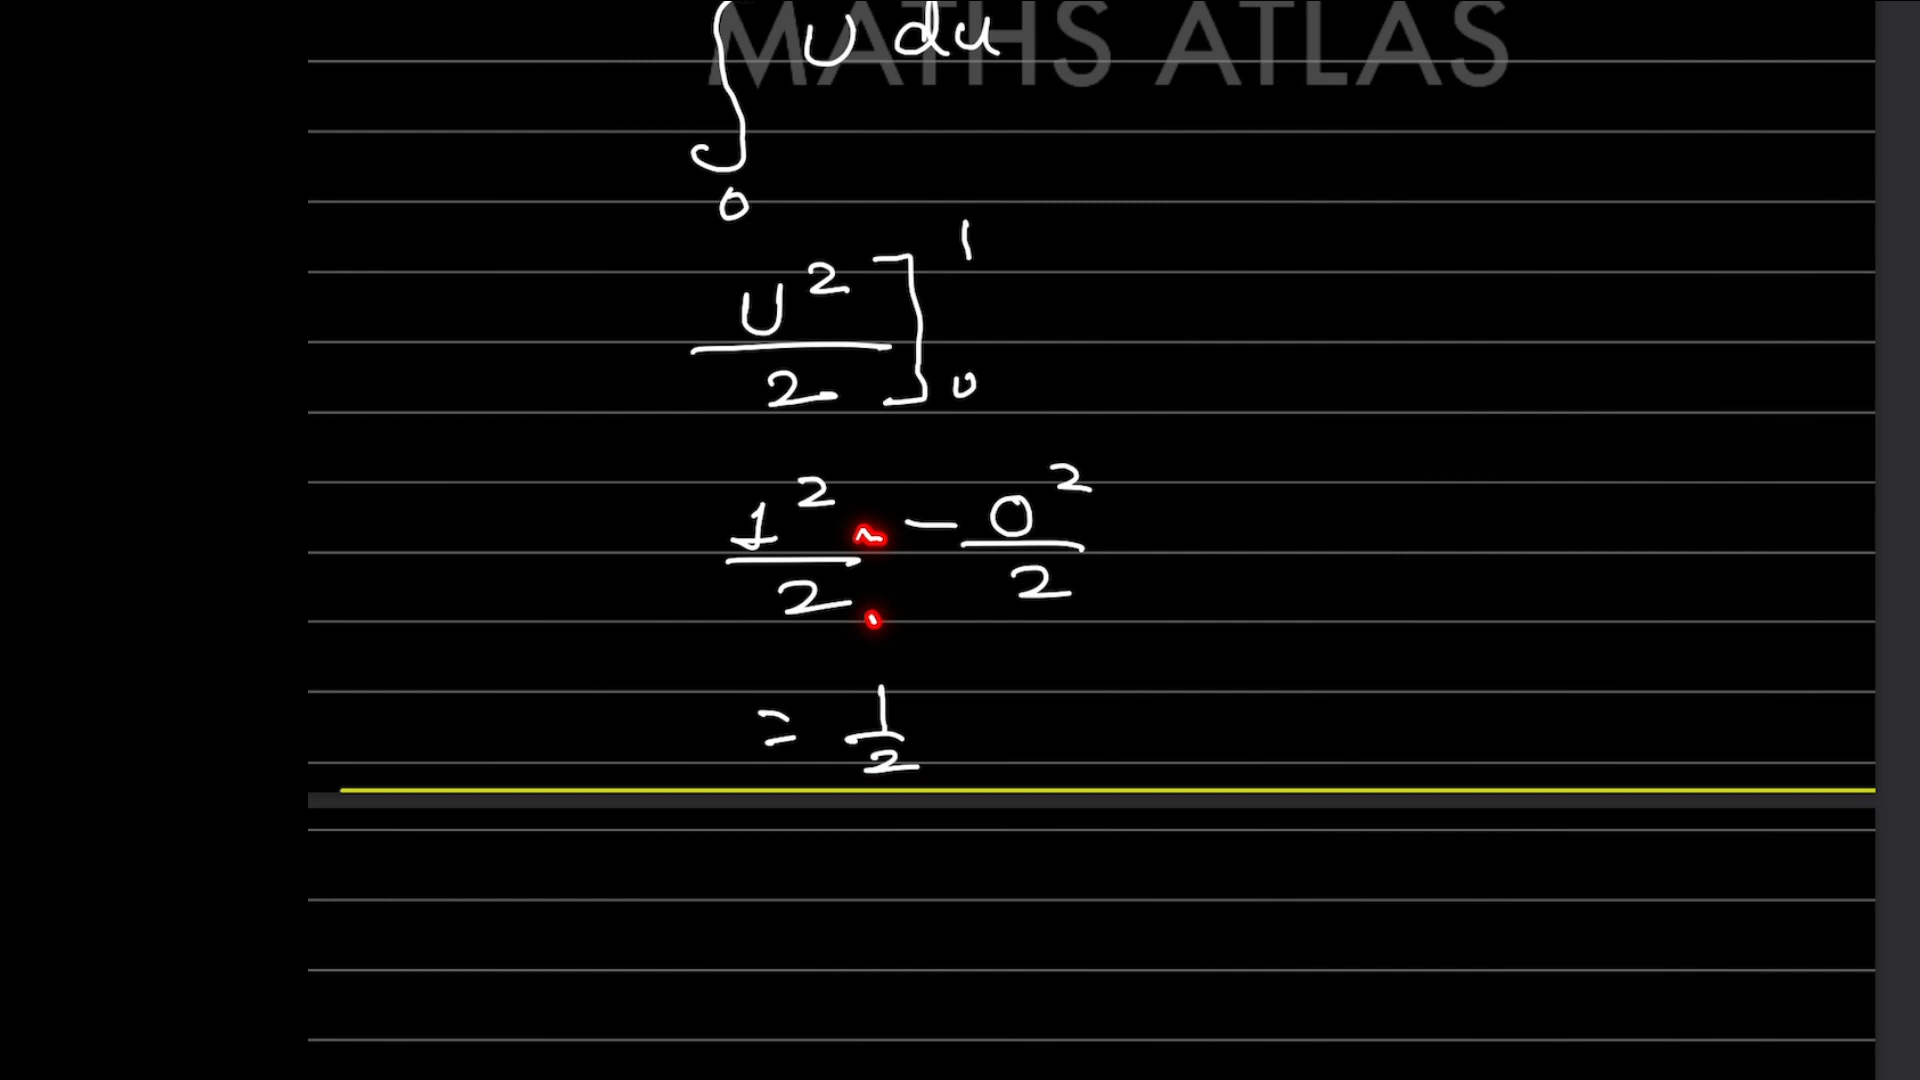 MATHS ATLAS
∫₀ u du
u²/2 ]₀¹
1²/2 - 0²/2
= 1/2